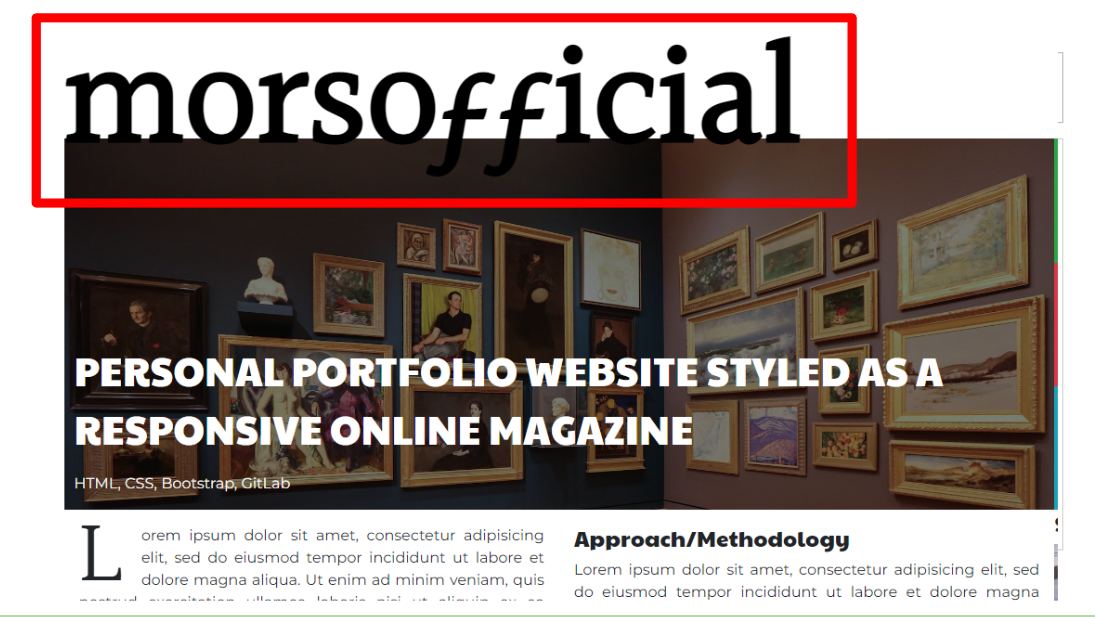 morsofficial
PERSONAL PORTFOLIO WEBSITE STYLED AS A
RESPONSIVE ONLINE MAGAZINE
HTML, CSS, Bootstrap, GitLab
Lorem ipsum dolor sit amet, consectetur adipisicing
elit, sed do eiusmod tempor incididunt ut labore et
dolore magna aliqua. Ut enim ad minim veniam, quis
Approach/Methodology
Lorem ipsum dolor sit amet, consectetur adipisicing elit, sed
do eiusmod tempor incididunt ut labore et dolore magna